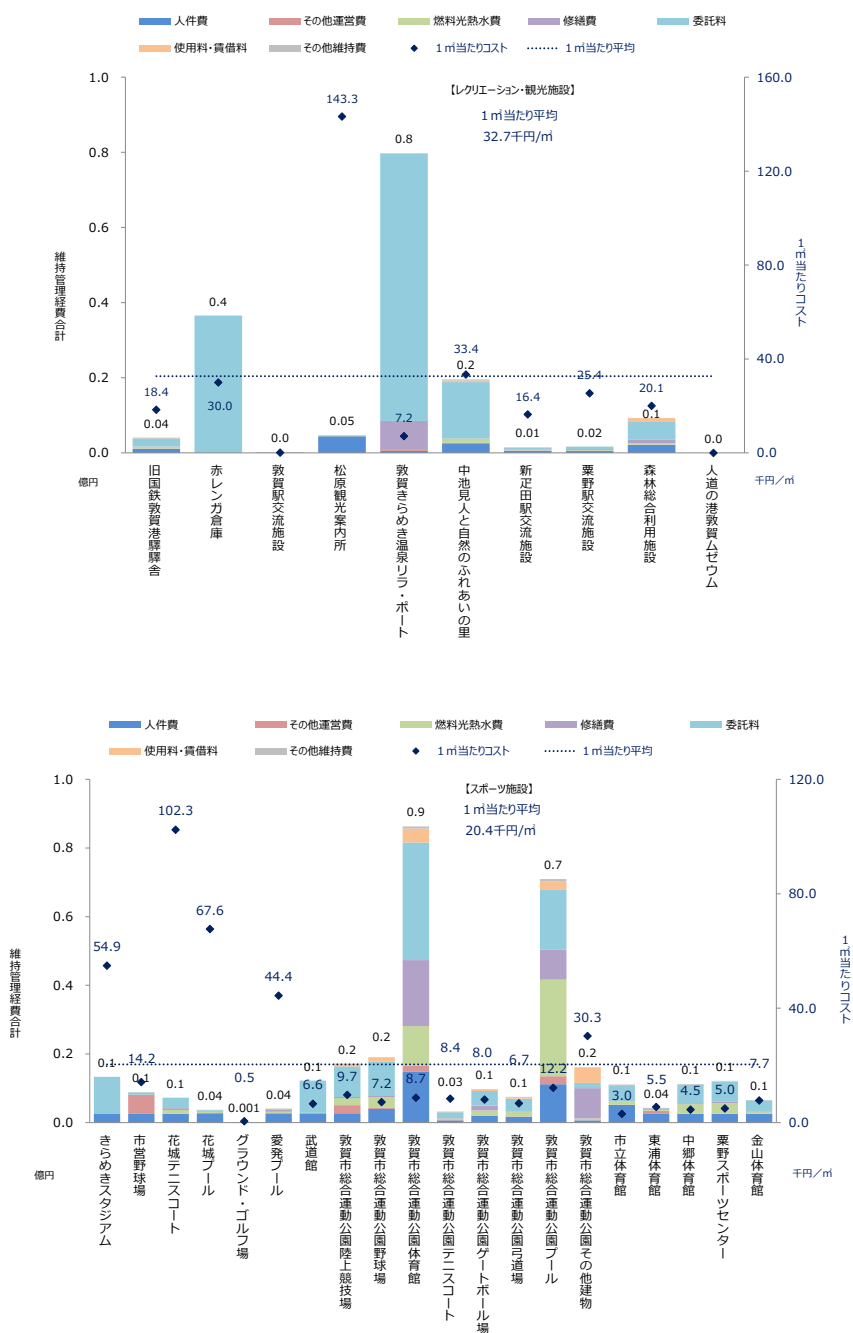 人件費 その他運営費 燃料光熱水費 修繕費 委託料
使用料・賃借料 その他維持費 1㎡当たりコスト 1㎡当たり平均
【レクリエーション・観光施設】
1㎡当たり平均
32.7千円/㎡
維持管理経費合計
1.0
0.8
0.6
0.4
0.2
0.0
億円
160.0
120.0
80.0
40.0
0.0
1㎡当たりコスト
千円/㎡
18.4
0.04
0.4
30.0
0.0
143.3
0.05
0.8
7.2
33.4
0.2
16.4
0.01
25.4
0.02
20.1
0.1
0.0
旧国鉄敦賀港驛驛舎
赤レンガ倉庫
敦賀駅交流施設
松原観光案内所
敦賀きらめき温泉リラ・ポート
中池見人と自然のふれあいの里
新疋田駅交流施設
粟野駅交流施設
森林総合利用施設
人道の港敦賀ムゼウム
人件費 その他運営費 燃料光熱水費 修繕費 委託料
使用料・賃借料 その他維持費 1㎡当たりコスト 1㎡当たり平均
【スポーツ施設】
1㎡当たり平均
20.4千円/㎡
維持管理経費合計
1.0
0.8
0.6
0.4
0.2
0.0
億円
120.0
80.0
40.0
0.0
1㎡当たりコスト
千円/㎡
54.9
0.1
14.2
0.1
102.3
0.1
67.6
0.04
0.5
0.001
44.4
0.04
0.1
6.6
0.2
9.7
0.2
7.2
0.9
8.7
8.4
0.03
8.0
0.1
6.7
0.1
0.7
12.2
30.3
0.2
0.1
3.0
5.5
0.04
0.1
4.5
0.1
5.0
7.7
0.1
きらめきスタジアム
市営野球場
花城テニスコート
花城プール
グラウンド・ゴルフ場
愛発プール
武道館
敦賀市総合運動公園陸上競技場
敦賀市総合運動公園野球場
敦賀市総合運動公園体育館
敦賀市総合運動公園テニスコート
敦賀市総合運動公園ゲートボール場
敦賀市総合運動公園弓道場
敦賀市総合運動公園プール
敦賀市総合運動公園その他建物
市立体育館
東浦体育館
中郷体育館
粟野スポーツセンター
金山体育館